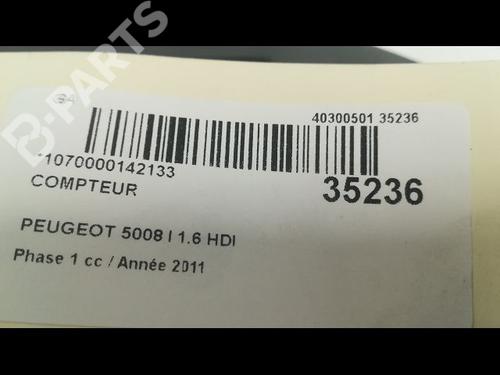 B-PARTS
40300501 35236
11070000142133
COMPTEUR
35236
PEUGEOT 5008 I 1.6 HDI
Phase 1 cc / Année 2011